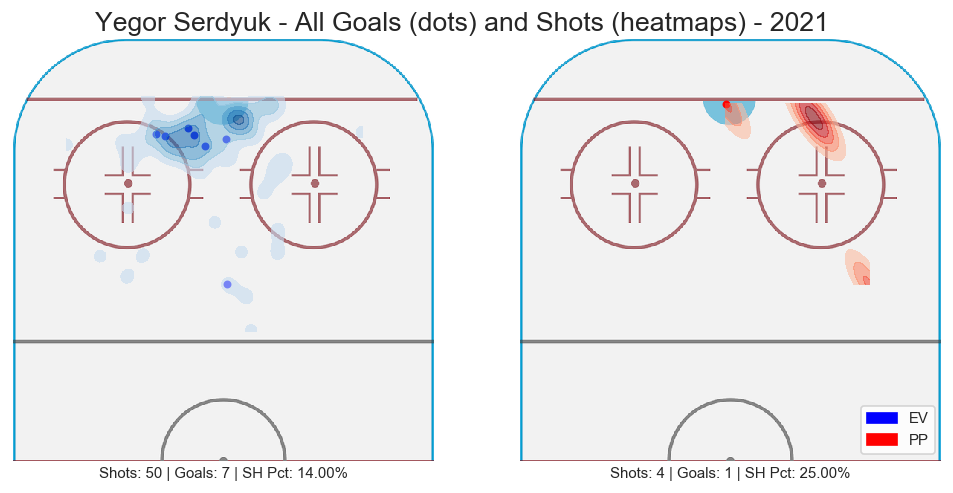 Yegor Serdyuk - All Goals (dots) and Shots (heatmaps) - 2021
EV
PP
Shots: 50 | Goals: 7 | SH Pct: 14.00%
Shots: 4 | Goals: 1 | SH Pct: 25.00%